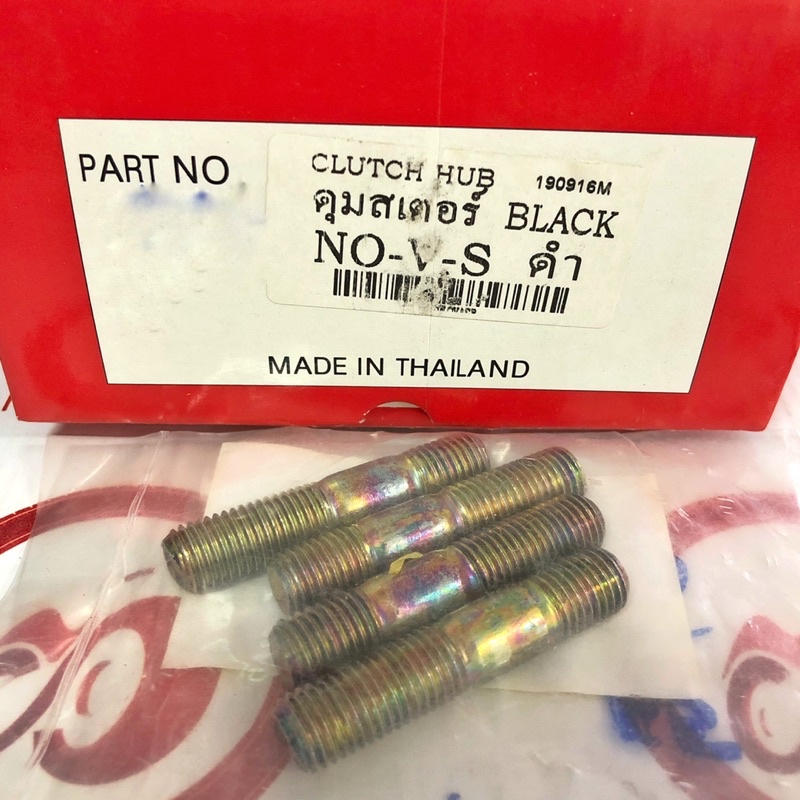 PART NO
CLUTCH HUB 190916M
ดุมสเตอร์ BLACK
NO-V-S ดำ
MADE IN THAILAND